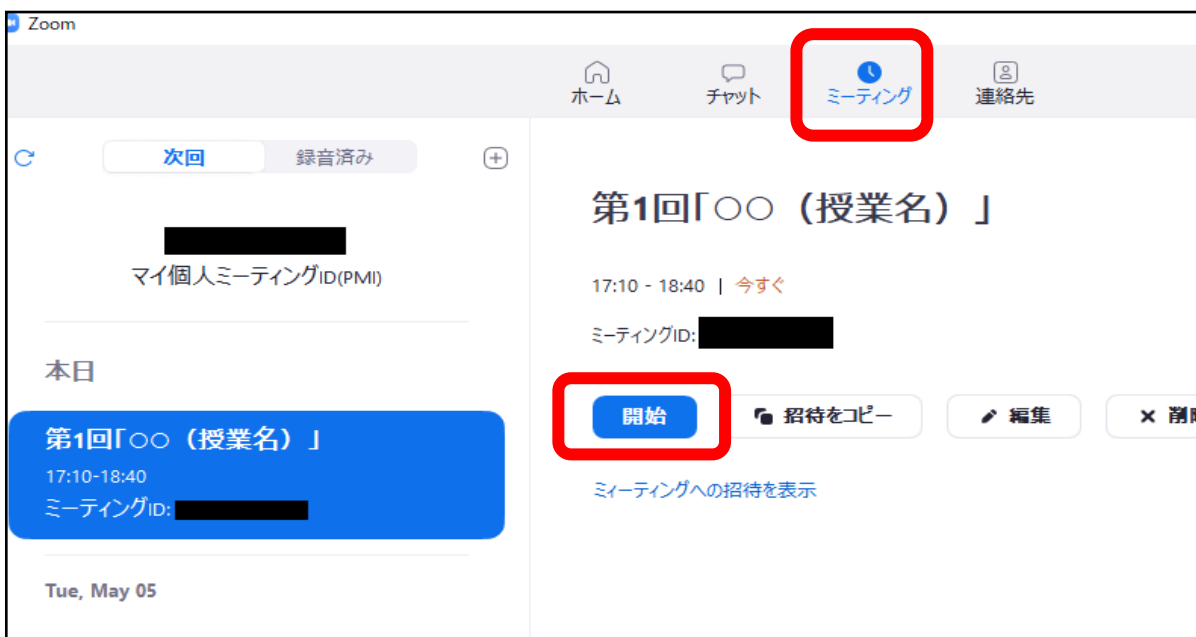 Zoom
ホーム
チャット
ミーティング
連絡先
次回
録音済み
マイ個人ミーティングID(PMI)
本日
第1回「○○（授業名）」
17:10-18:40
ミーティングID:
Tue, May 05
第1回「○○（授業名）」
17:10 - 18:40 | 今すぐ
ミーティングID:
開始
招待をコピー
編集
ミィーティングへの招待を表示